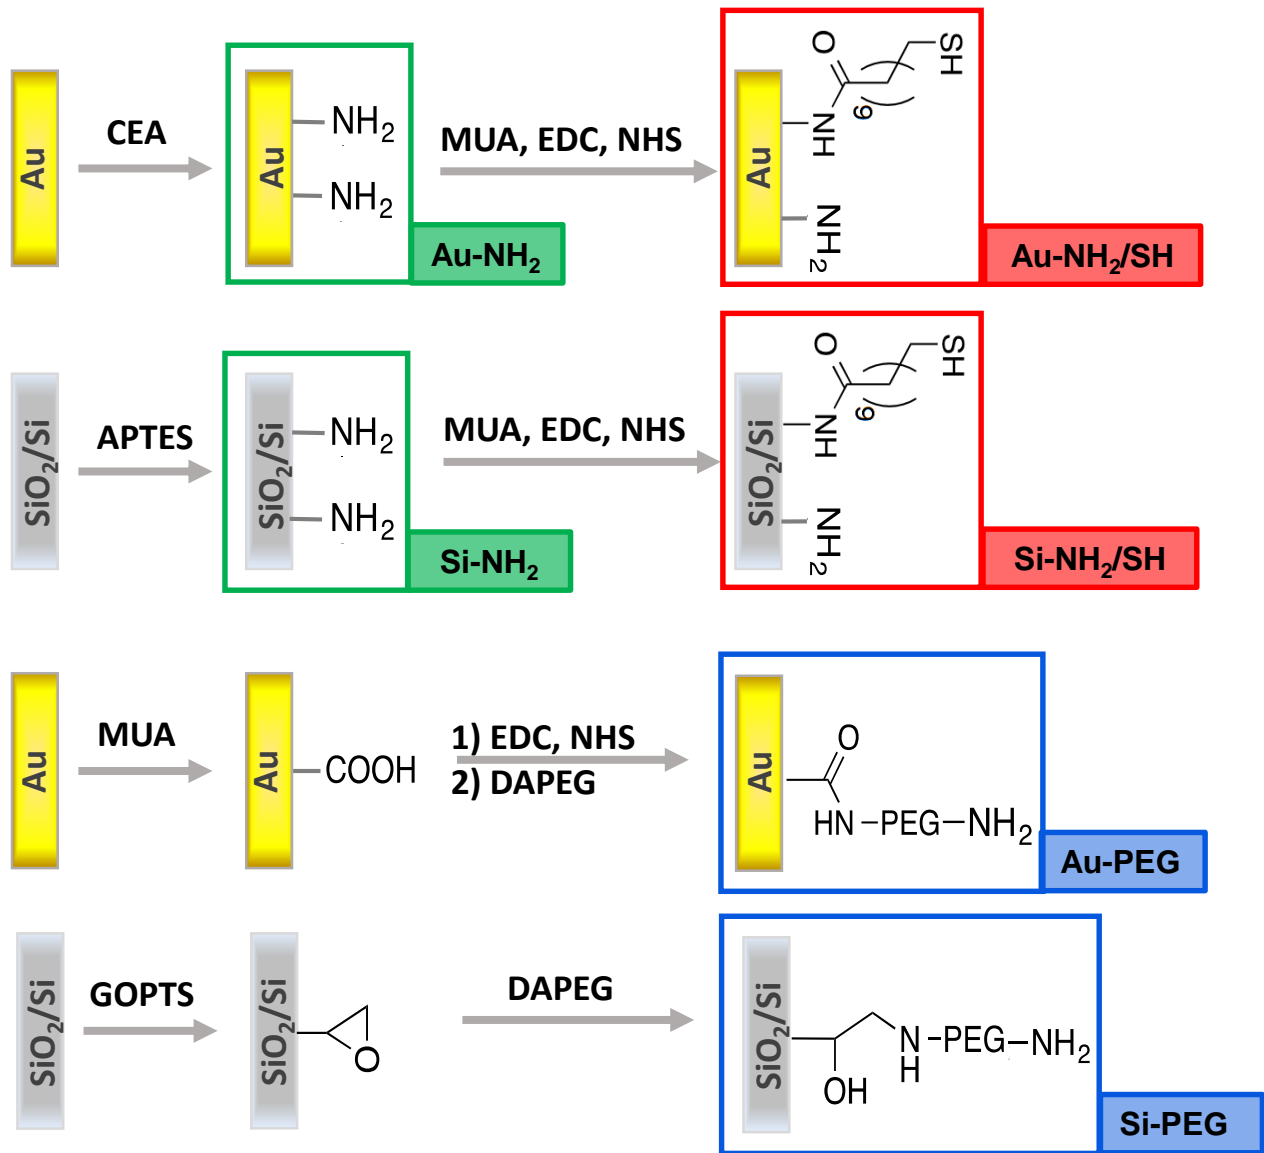 Au
CEA
Au
NH2
NH2
Au-NH2
MUA, EDC, NHS
Au
O
SH
9
NH
NH2
Au-NH2/SH
SiO2/Si
APTES
SiO2/Si
NH2
NH2
Si-NH2
MUA, EDC, NHS
SiO2/Si
O
SH
9
NH
NH2
Si-NH2/SH
Au
MUA
Au
COOH
1) EDC, NHS
2) DAPEG
Au
O
HN-PEG-NH2
Au-PEG
SiO2/Si
GOPTS
SiO2/Si
O
DAPEG
SiO2/Si
OH
N-PEG-NH2
H
Si-PEG